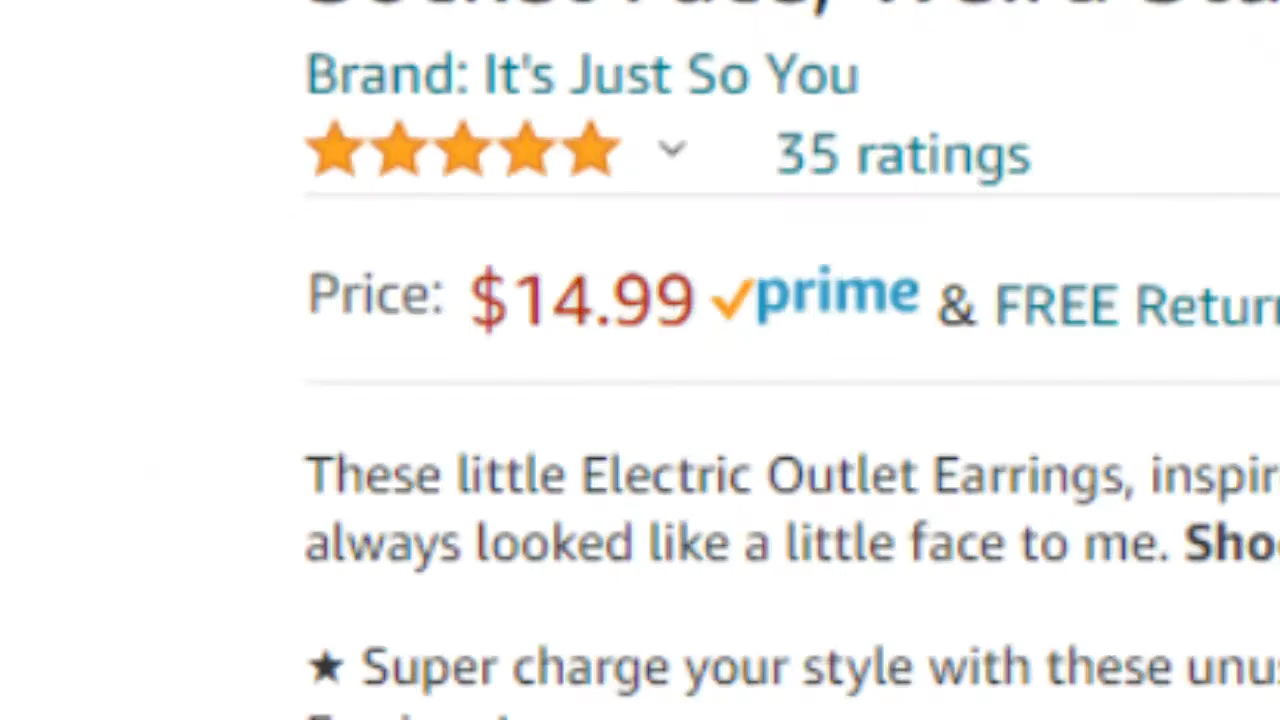 Brand: It's Just So You
35 ratings
Price: $14.99 prime & FREE
These little Electric Outlet Earrings,
always looked like a little face to me.
★ Super charge your style with these